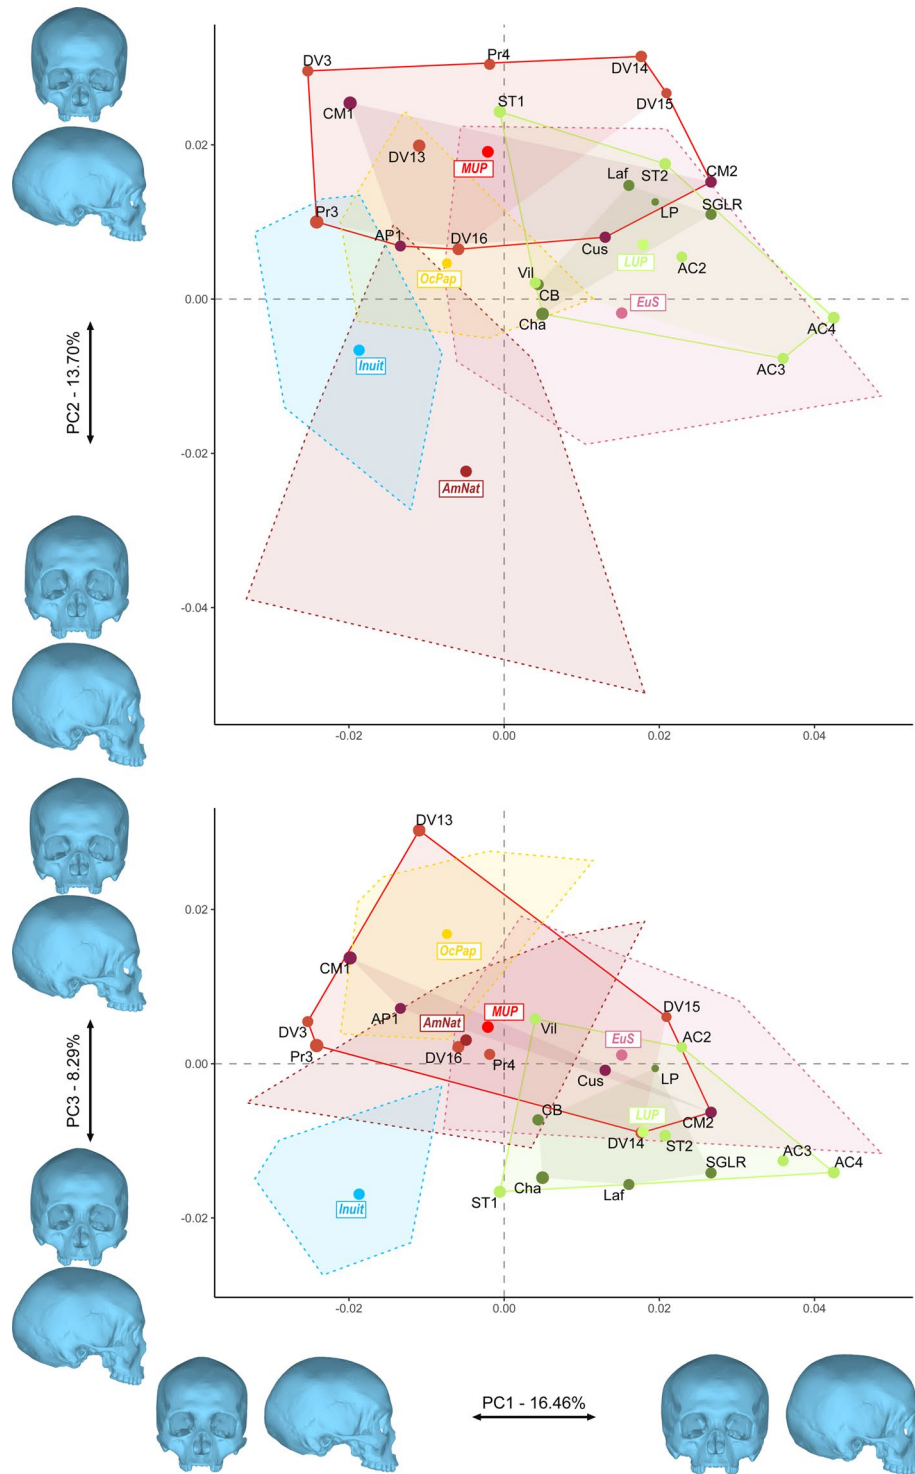 DV3
Pr4
DV14
DV15
CM1
ST1
0.02
DV13
MUP
Laf
ST2
CM2
LP
SGLR
Pr3
AP1
DV16
Cus
OcPap
LUP
AC2
Vil
CB
0.00
EuS
Cha
AC4
AC3
Inuit
PC2 - 13.70%
-0.02
AmNat
-0.04
-0.02
0.00
0.02
0.04
DV13
0.02
OcPap
CM1
AP1
AmNat
MUP
Vil
DV15
AC2
DV3
Pr3
DV16
Pr4
EuS
0.00
Cus
LP
PC3 - 8.29%
CB
LUP
CM2
DV14
ST2
AC3
SGLR
AC4
Cha
Laf
ST1
Inuit
-0.02
-0.02
0.00
0.02
0.04
PC1 - 16.46%